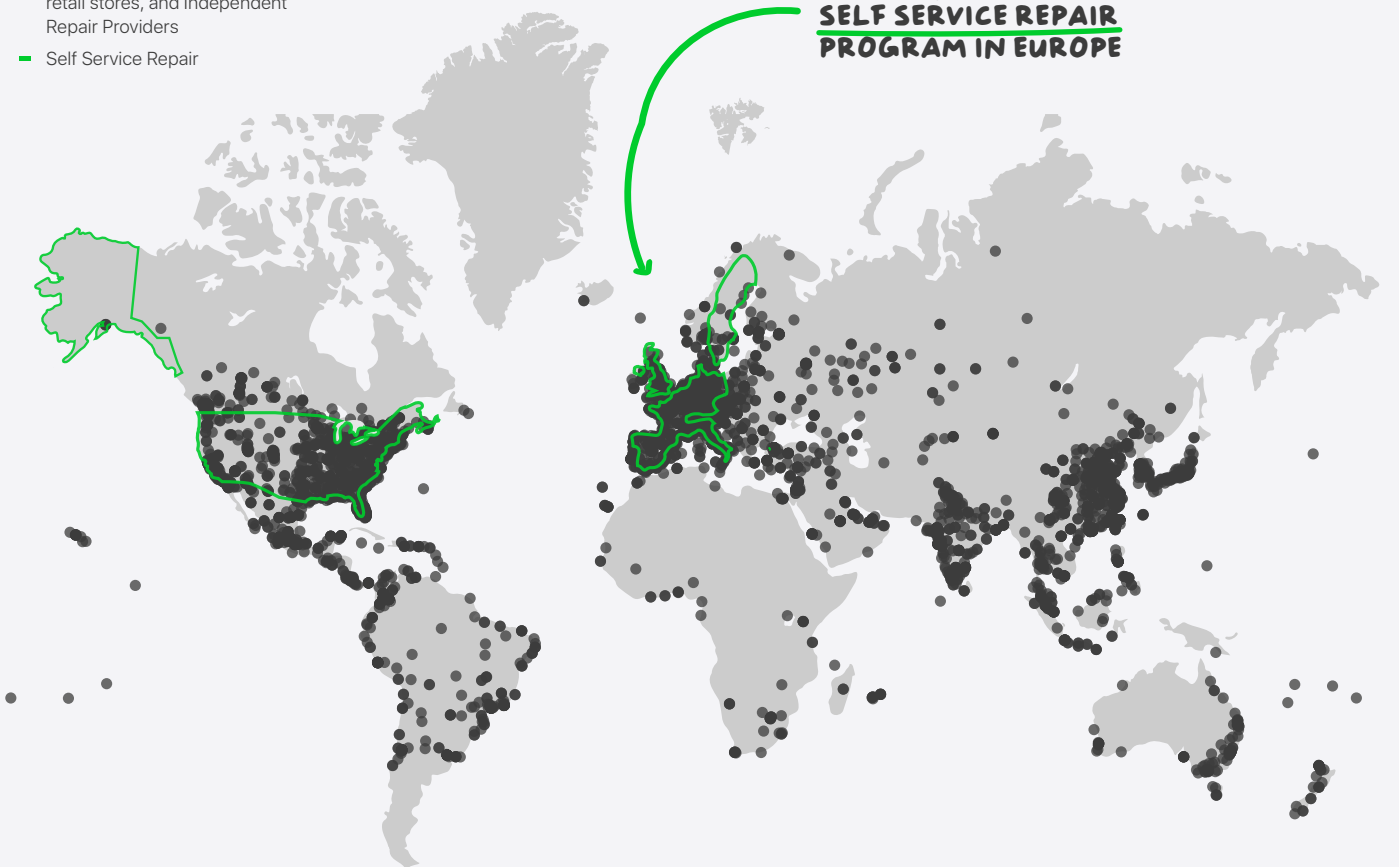 retail stores, and Independent
Repair Providers
Self Service Repair
SELF SERVICE REPAIR
PROGRAM IN EUROPE